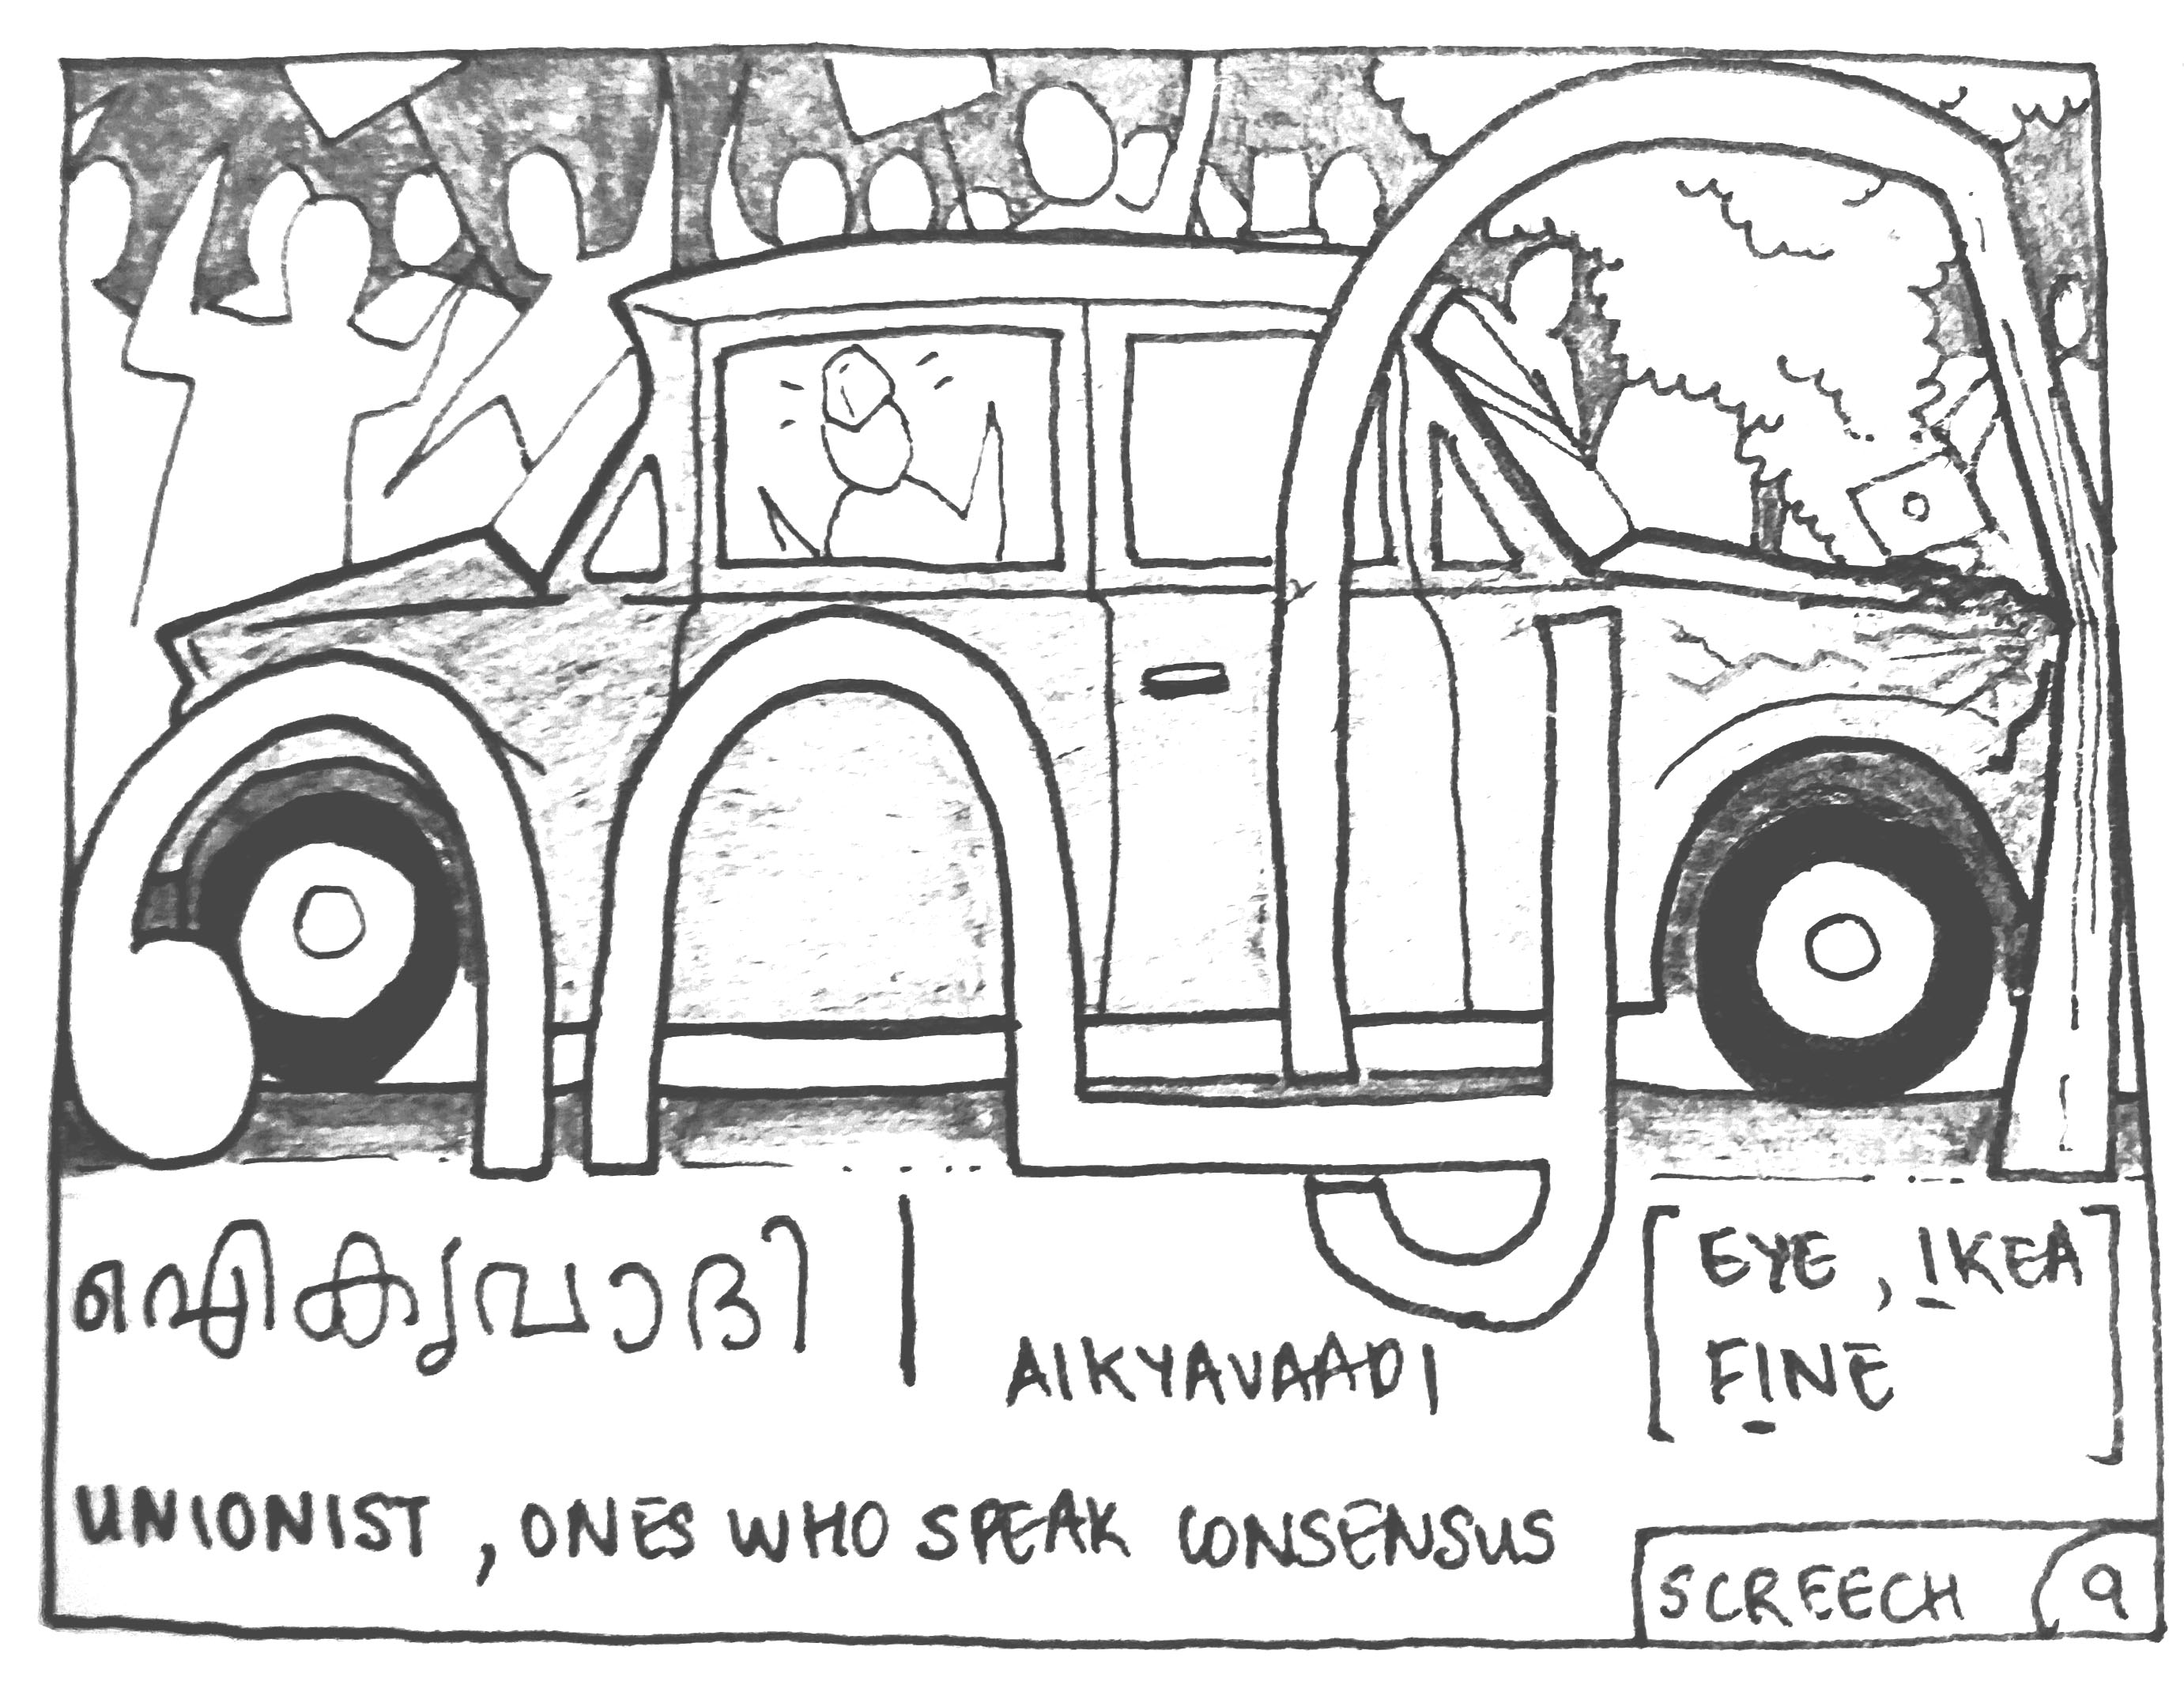 ഐ
ഐക്യവാദി | AIKYAVAADI [EYE, IKEA
FINE]
UNIONIST, ONES WHO SPEAK CONSENSUS
SCREECH 9